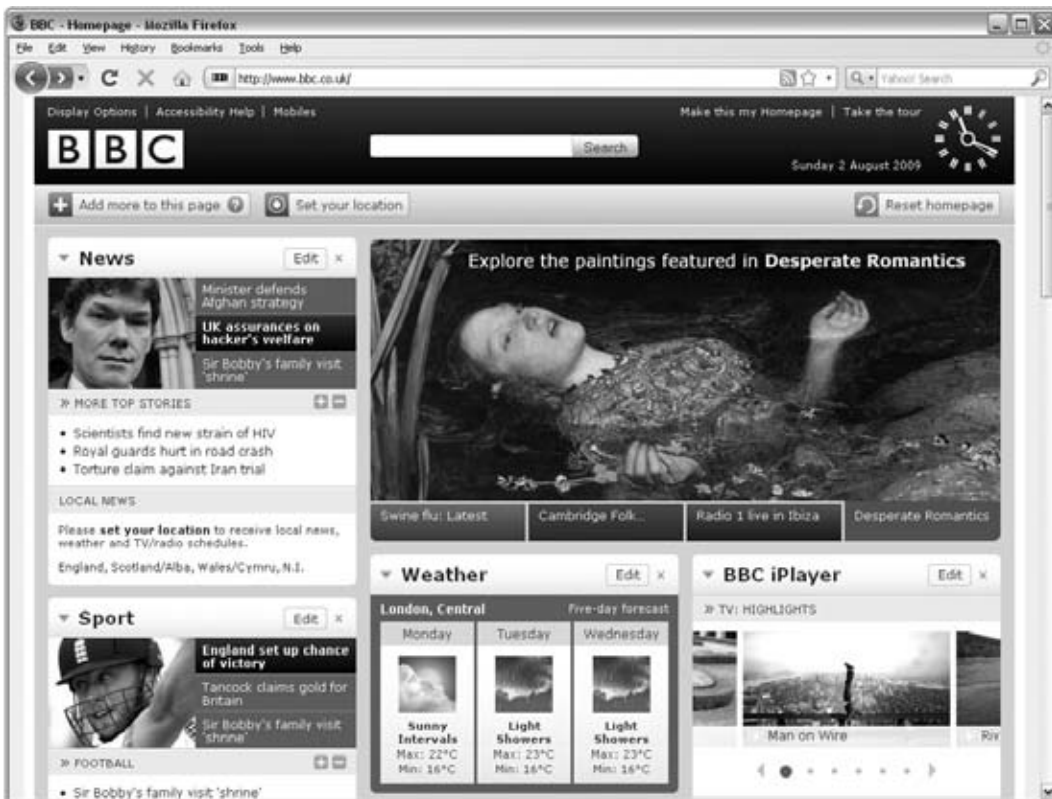 BBC - Homepage - Mozilla Firefox
File Edit View History Bookmarks Tools Help
http://www.bbc.co.uk/
Yahoo! Search
Display Options | Accessibility Help | Mobiles
Make this my Homepage | Take the tour
BBC
Search
Sunday 2 August 2009
Add more to this page ?
Set your location
Reset homepage
News
Edit ×
Minister defends
Afghan strategy
UK assurances on
hacker's welfare
Sir Bobby's family visit
'shrine'
» MORE TOP STORIES
• Scientists find new strain of HIV
• Royal guards hurt in road crash
• Torture claim against Iran trial
LOCAL NEWS
Please set your location to receive local news,
weather and TV/radio schedules.
England, Scotland/Alba, Wales/Cymru, N.I.
Sport
Edit ×
England set up chance
of victory
Tancock claims gold for
Britain
Sir Bobby's family visit
'shrine'
» FOOTBALL
• Sir Bobby's family visit 'shrine'
Explore the paintings featured in Desperate Romantics
Swine flu: Latest
Cambridge Folk...
Radio 1 live in Ibiza
Desperate Romantics
Weather
Edit ×
London, Central
Five-day forecast
Monday
Tuesday
Wednesday
Sunny
Intervals
Max: 22°C
Min: 16°C
Light
Showers
Max: 23°C
Min: 16°C
Light
Showers
Max: 23°C
Min: 16°C
BBC iPlayer
Edit ×
» TV: HIGHLIGHTS
Man on Wire
Riv